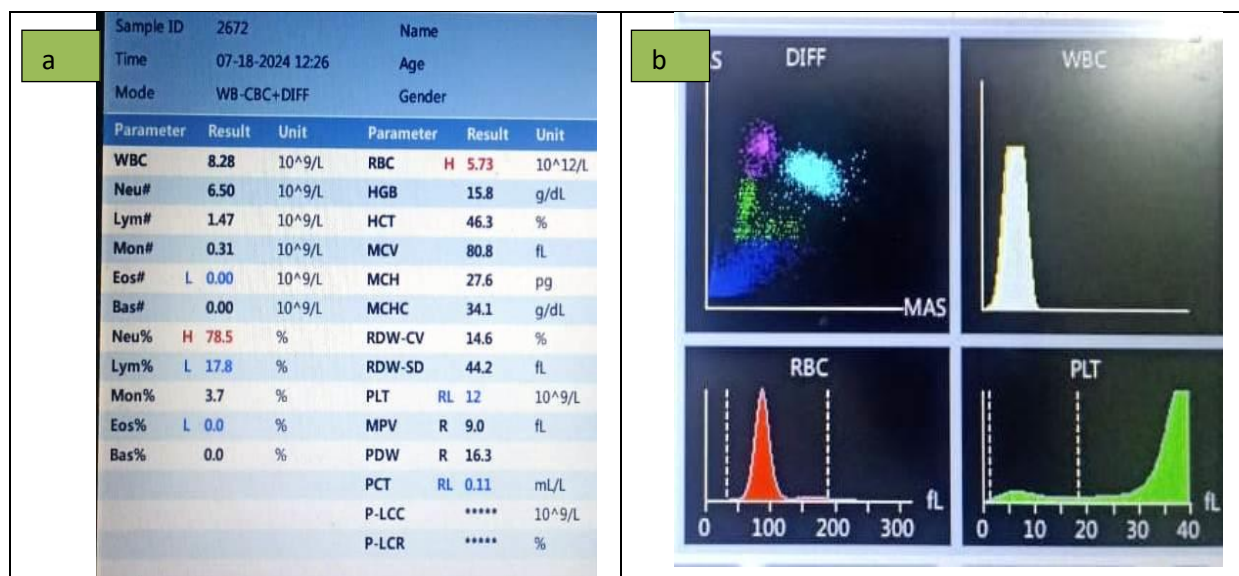 a
Sample ID 2672 Name
Time 07-18-2024 12:26 Age
Mode WB-CBC+DIFF Gender
Parameter Result Unit Parameter Result Unit
WBC 8.28 10^9/L RBC H 5.73 10^12/L
Neu# 6.50 10^9/L HGB 15.8 g/dL
Lym# 1.47 10^9/L HCT 46.3 %
Mon# 0.31 10^9/L MCV 80.8 fL
Eos# L 0.00 10^9/L MCH 27.6 pg
Bas# 0.00 10^9/L MCHC 34.1 g/dL
Neu% H 78.5 % RDW-CV 14.6 %
Lym% L 17.8 % RDW-SD 44.2 fL
Mon% 3.7 % PLT RL 12 10^9/L
Eos% L 0.0 % MPV R 9.0 fL
Bas% 0.0 % PDW R 16.3
PCT RL 0.11 mL/L
P-LCC ***** 10^9/L
P-LCR ***** %
b
S DIFF
MAS
WBC
RBC
fL
0 100 200 300
PLT
fL
0 10 20 30 40